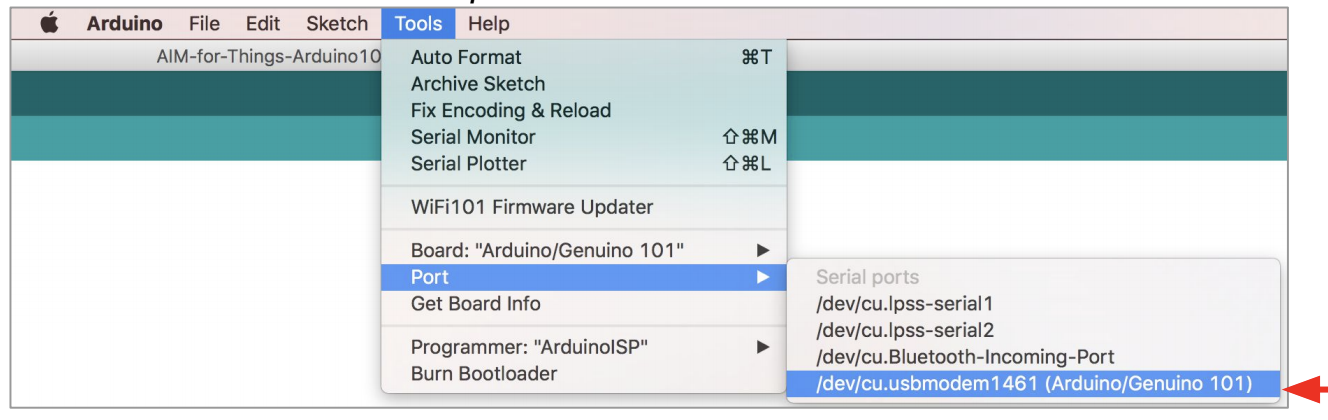 Arduino File Edit Sketch Tools Help
AIM-for-Things-Arduino10
Auto Format ⌘T
Archive Sketch
Fix Encoding & Reload
Serial Monitor ⇧⌘M
Serial Plotter ⇧⌘L
WiFi101 Firmware Updater
Board: "Arduino/Genuino 101"
Port
Get Board Info
Programmer: "ArduinoISP"
Burn Bootloader
Serial ports
/dev/cu.lpss-serial1
/dev/cu.lpss-serial2
/dev/cu.Bluetooth-Incoming-Port
/dev/cu.usbmodem1461 (Arduino/Genuino 101)